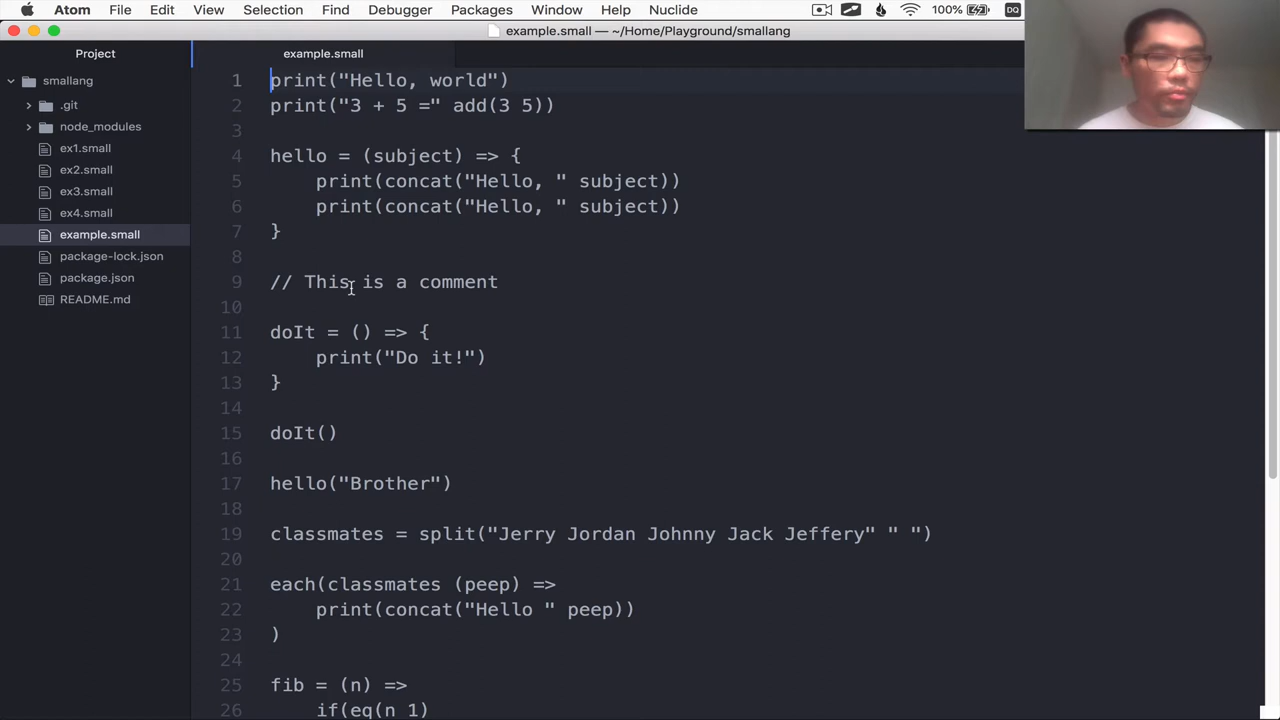 Atom File Edit View Selection Find Debugger Packages Window Help Nuclide 100% DQ
example.small — ~/Home/Playground/smallang
Project
example.small
smallang
.git
node_modules
ex1.small
ex2.small
ex3.small
ex4.small
example.small
package-lock.json
package.json
README.md
1 print("Hello, world")
2 print("3 + 5 =" add(3 5))
3
4 hello = (subject) => {
5 print(concat("Hello, " subject))
6 print(concat("Hello, " subject))
7 }
8
9 // This is a comment
10
11 doIt = () => {
12 print("Do it!")
13 }
14
15 doIt()
16
17 hello("Brother")
18
19 classmates = split("Jerry Jordan Johnny Jack Jeffery" " ")
20
21 each(classmates (peep) =>
22 print(concat("Hello " peep))
23 )
24
25 fib = (n) =>
26 if(eq(n 1)